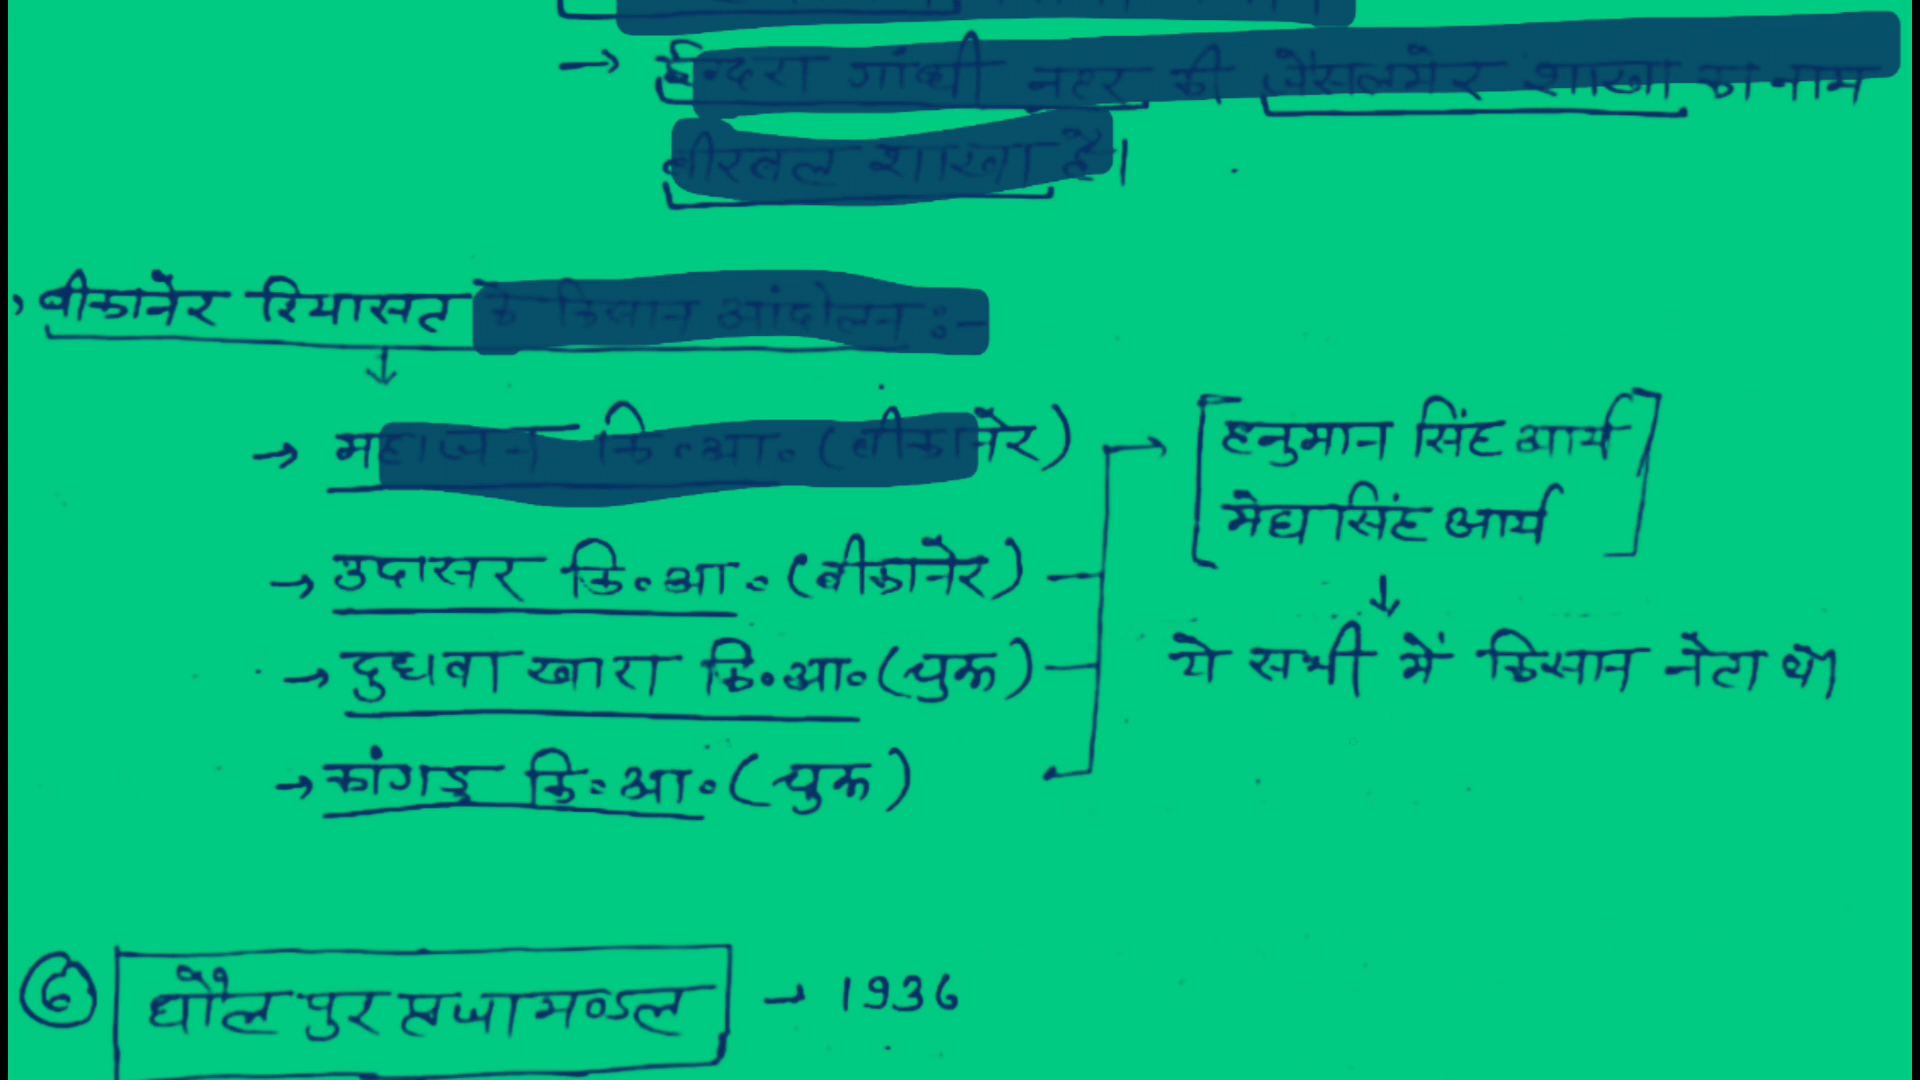 → इन्दरा गांधी नहर की जैसलमेर शाखा का नाम
बीरबल शाखा है।
बीकानेर रियासत के किसान आंदोलन :-
→ महाजन कि॰आ॰ (बीकानेर)
→ उदासर कि॰आ॰ (बीकानेर)
→ दुधवा खारा कि॰आ॰ (चुरू)
→ कांगड़ कि॰आ॰ (चुरू)
→ [हनुमान सिंह आर्य
मेघ सिंह आर्य]
↓
ये सभी में किसान नेता थे।
⑥ धौलपुर प्रजामण्डल → 1936